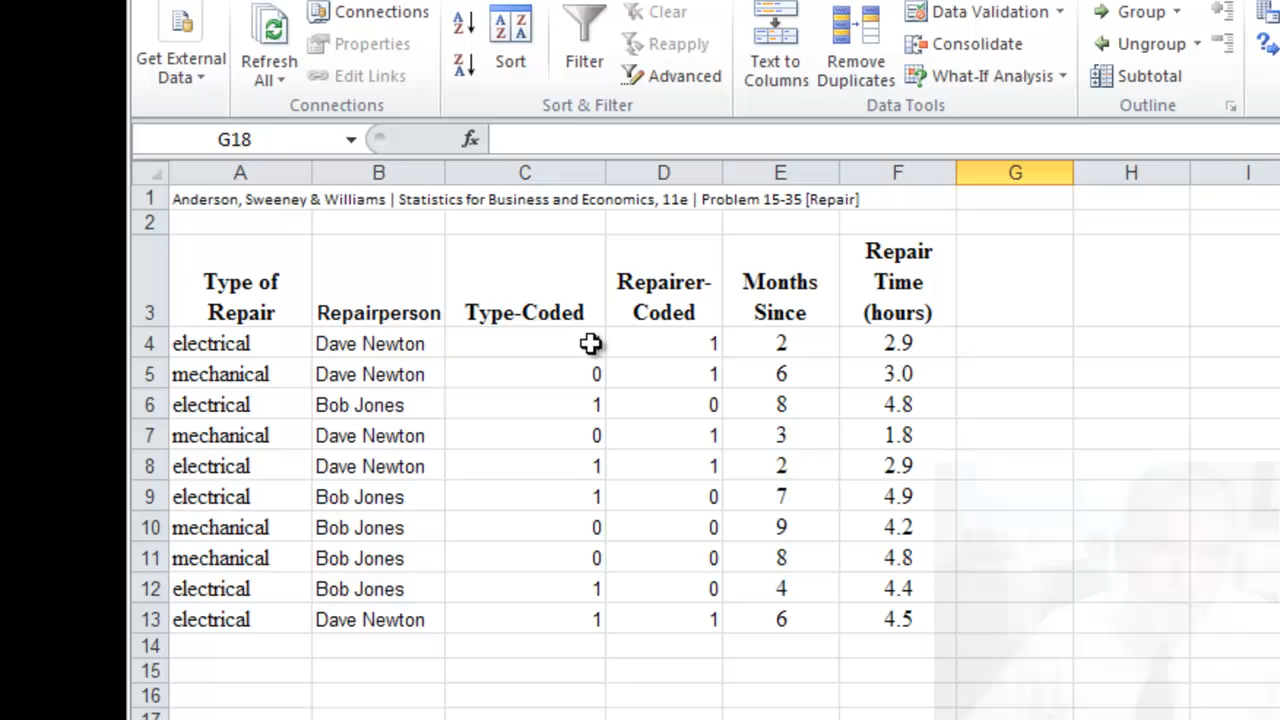 Get External Data
Refresh All
Connections
Properties
Edit Links
Connections
A Z
Z A
A Z Z A
Sort
Filter
Clear
Reapply
Advanced
Sort & Filter
Text to Columns
Remove Duplicates
Data Validation
Consolidate
What-If Analysis
Data Tools
Group
Ungroup
Subtotal
Outline
G18
fx
A B C D E F G H I
1 Anderson, Sweeney & Williams | Statistics for Business and Economics, 11e | Problem 15-35 [Repair]
2
3 Type of Repair Repairperson Type-Coded Repairer-Coded Months Since Repair Time (hours)
4 electrical Dave Newton 1 2 2.9
5 mechanical Dave Newton 0 1 6 3.0
6 electrical Bob Jones 1 0 8 4.8
7 mechanical Dave Newton 0 1 3 1.8
8 electrical Dave Newton 1 1 2 2.9
9 electrical Bob Jones 1 0 7 4.9
10 mechanical Bob Jones 0 0 9 4.2
11 mechanical Bob Jones 0 0 8 4.8
12 electrical Bob Jones 1 0 4 4.4
13 electrical Dave Newton 1 1 6 4.5
14
15
16
17